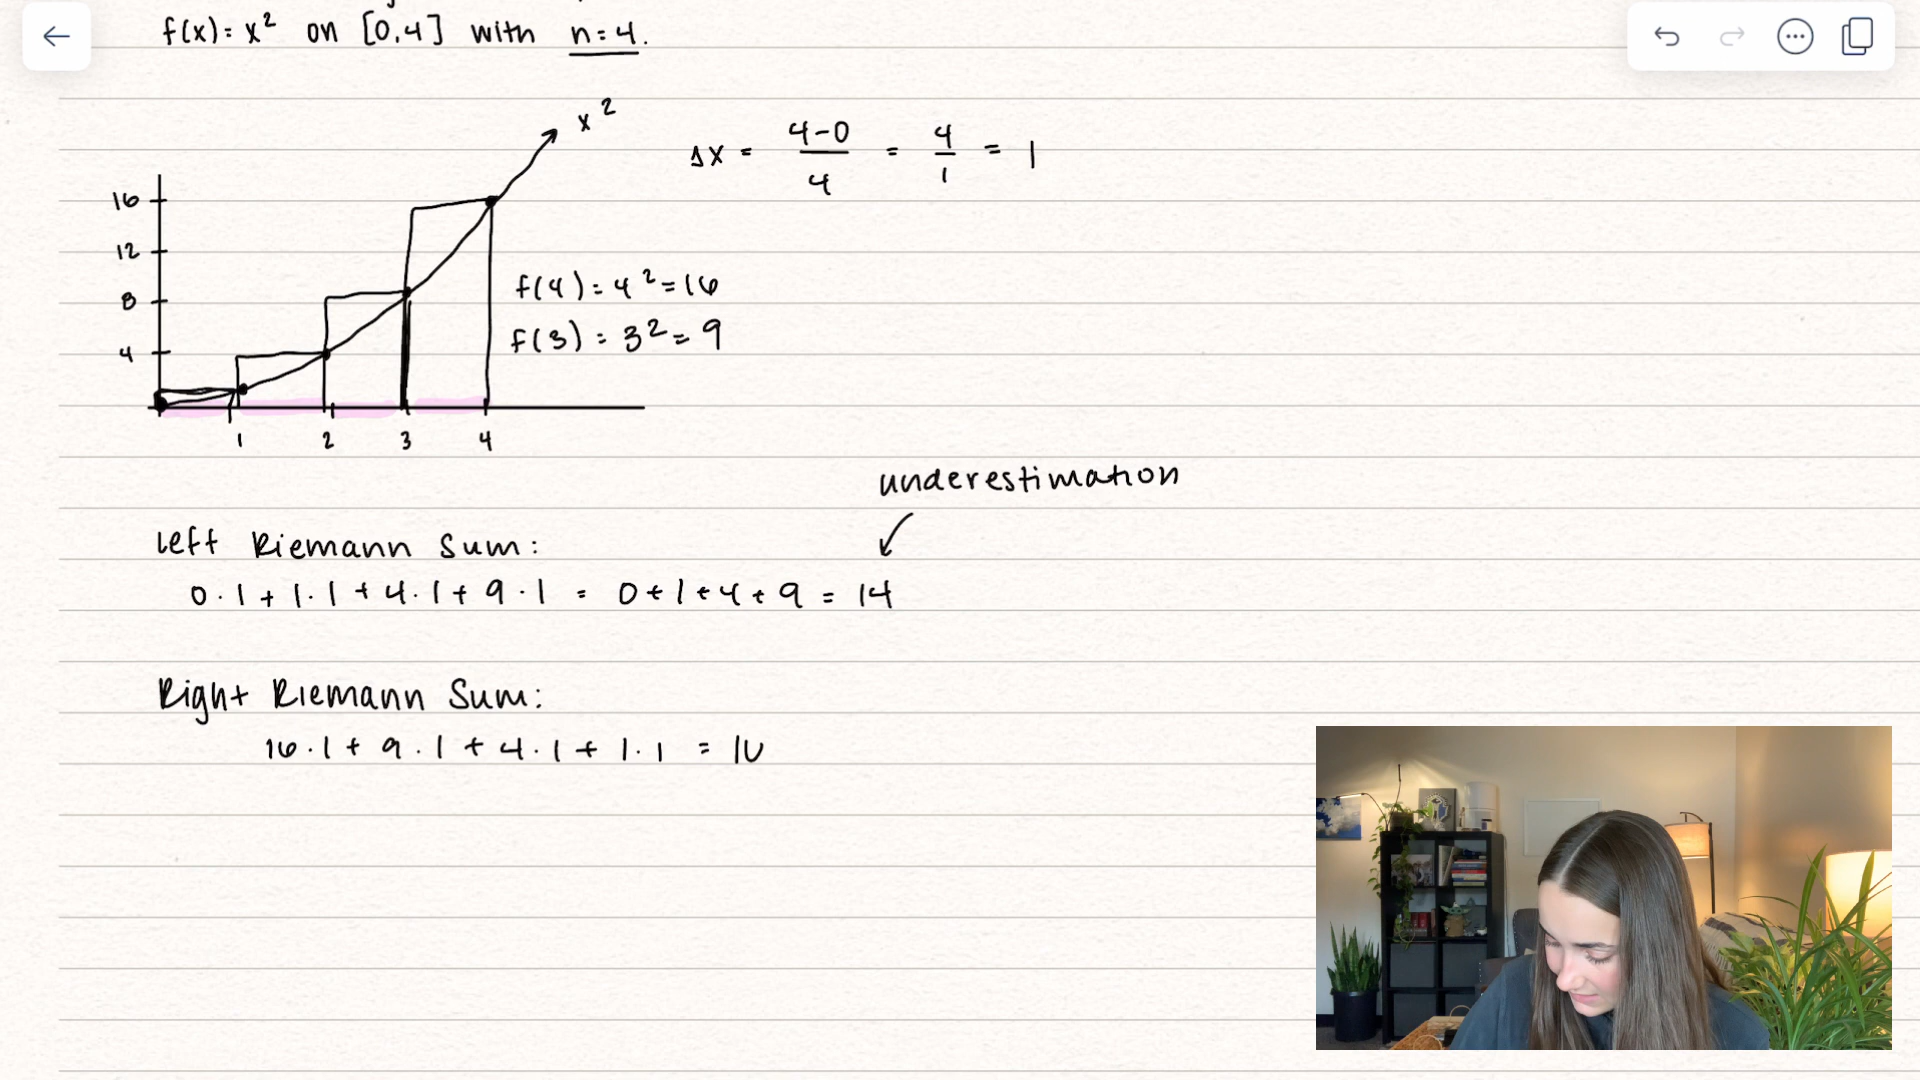 f(x) = x² on [0,4] with n = 4.
x²
Δx = 4-0/4 = 4/1 = 1
16
12
8
4
f(4) = 4² = 16
f(3) = 3² = 9
1 2 3 4
underestimation
Left Riemann Sum:
0·1 + 1·1 + 4·1 + 9·1 = 0+1+4+9 = 14
Right Riemann Sum:
16·1 + 9·1 + 4·1 + 1·1 = 16